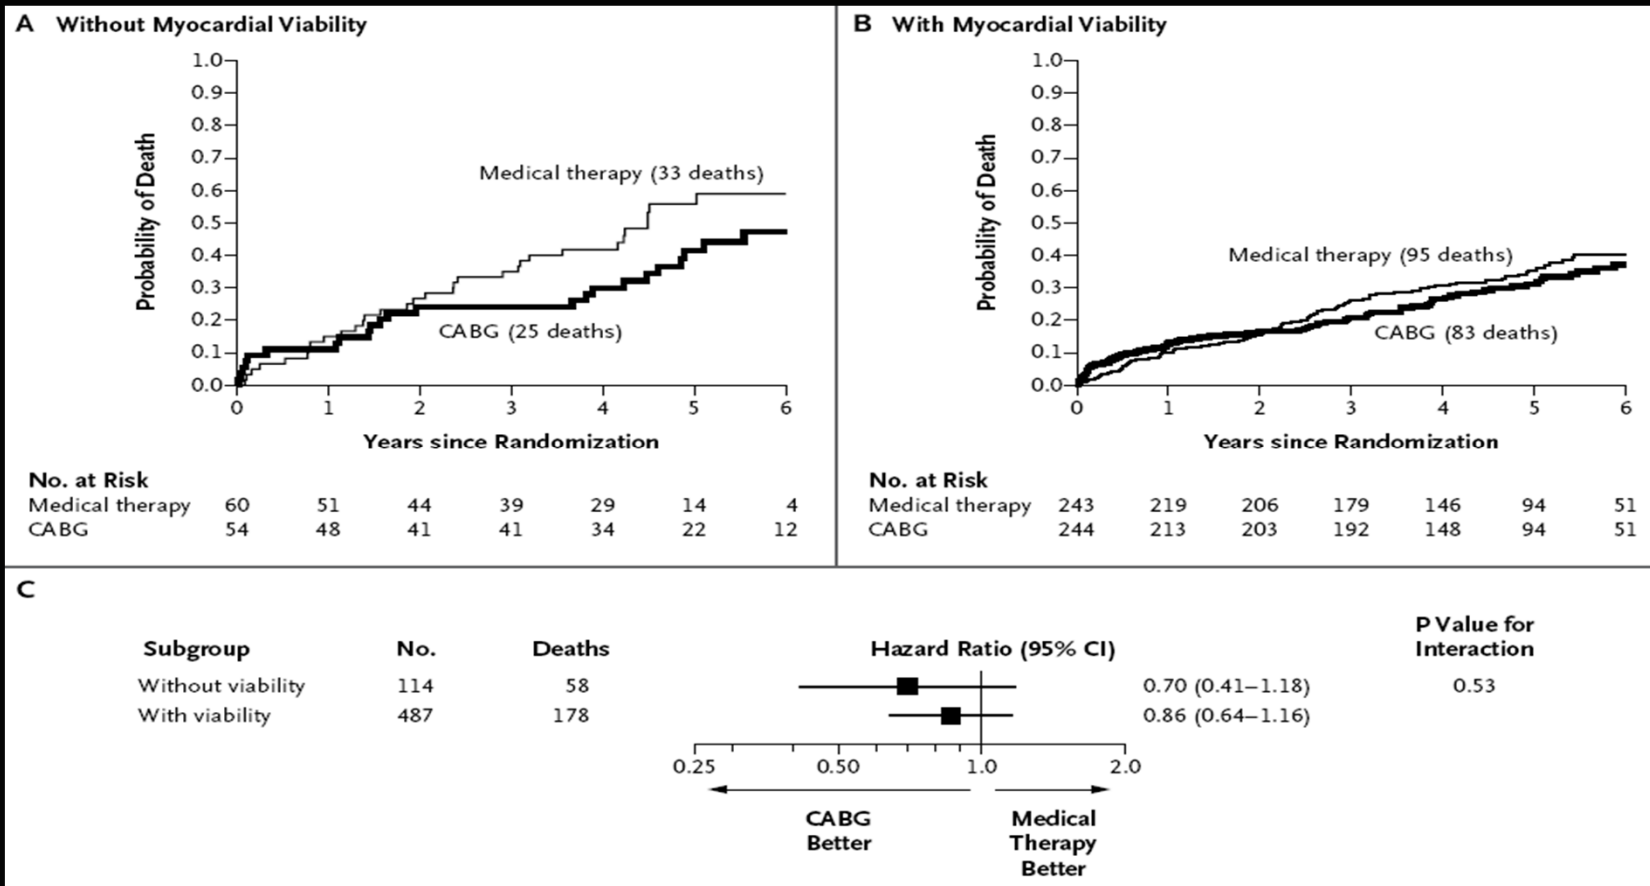 A Without Myocardial Viability
1.0
0.9
0.8
0.7
0.6
0.5
0.4
0.3
0.2
0.1
0.0
Probability of Death
Medical therapy (33 deaths)
CABG (25 deaths)
0 1 2 3 4 5 6
Years since Randomization
No. at Risk
Medical therapy 60 51 44 39 29 14 4
CABG 54 48 41 41 34 22 12
B With Myocardial Viability
1.0
0.9
0.8
0.7
0.6
0.5
0.4
0.3
0.2
0.1
0.0
Probability of Death
Medical therapy (95 deaths)
CABG (83 deaths)
0 1 2 3 4 5 6
Years since Randomization
No. at Risk
Medical therapy 243 219 206 179 146 94 51
CABG 244 213 203 192 148 94 51
C
P Value for
Subgroup No. Deaths Hazard Ratio (95% CI) Interaction
Without viability 114 58 0.70 (0.41–1.18) 0.53
With viability 487 178 0.86 (0.64–1.16)
0.25 0.50 1.0 2.0
CABG
Better
Medical
Therapy
Better